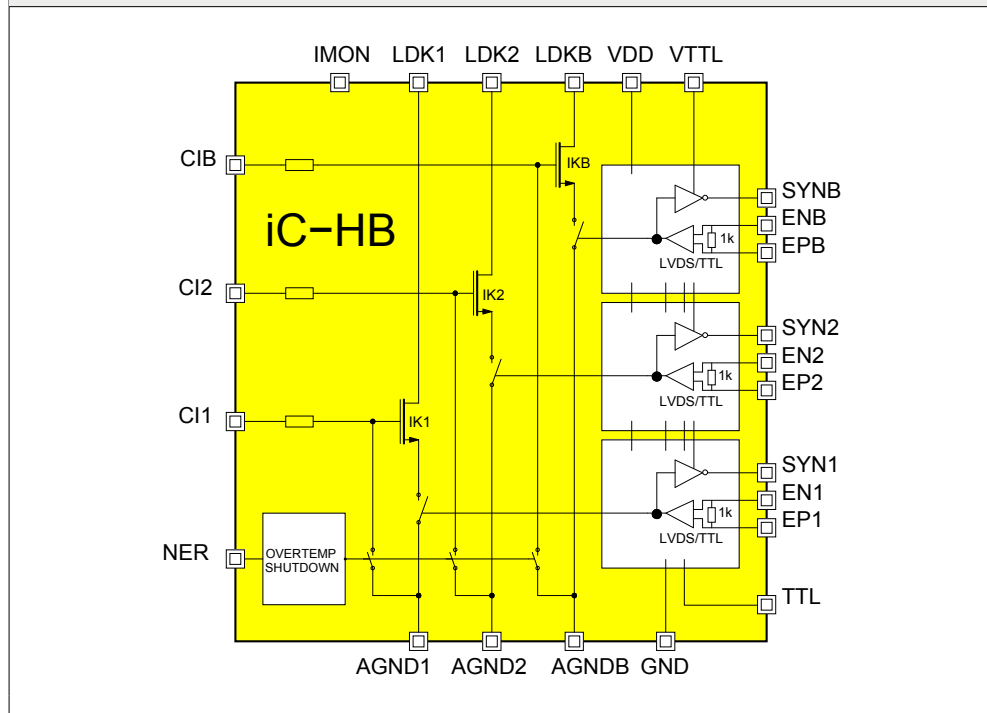 IMON LDK1 LDK2 LDKB VDD VTTL
CIB
IKB
SYNB
ENB
1k
EPB
LVDS/TTL
iC-HB
CI2
IK2
SYN2
EN2
1k
EP2
LVDS/TTL
CI1
IK1
SYN1
EN1
1k
EP1
LVDS/TTL
NER
OVERTEMP
SHUTDOWN
TTL
AGND1 AGND2 AGNDB GND